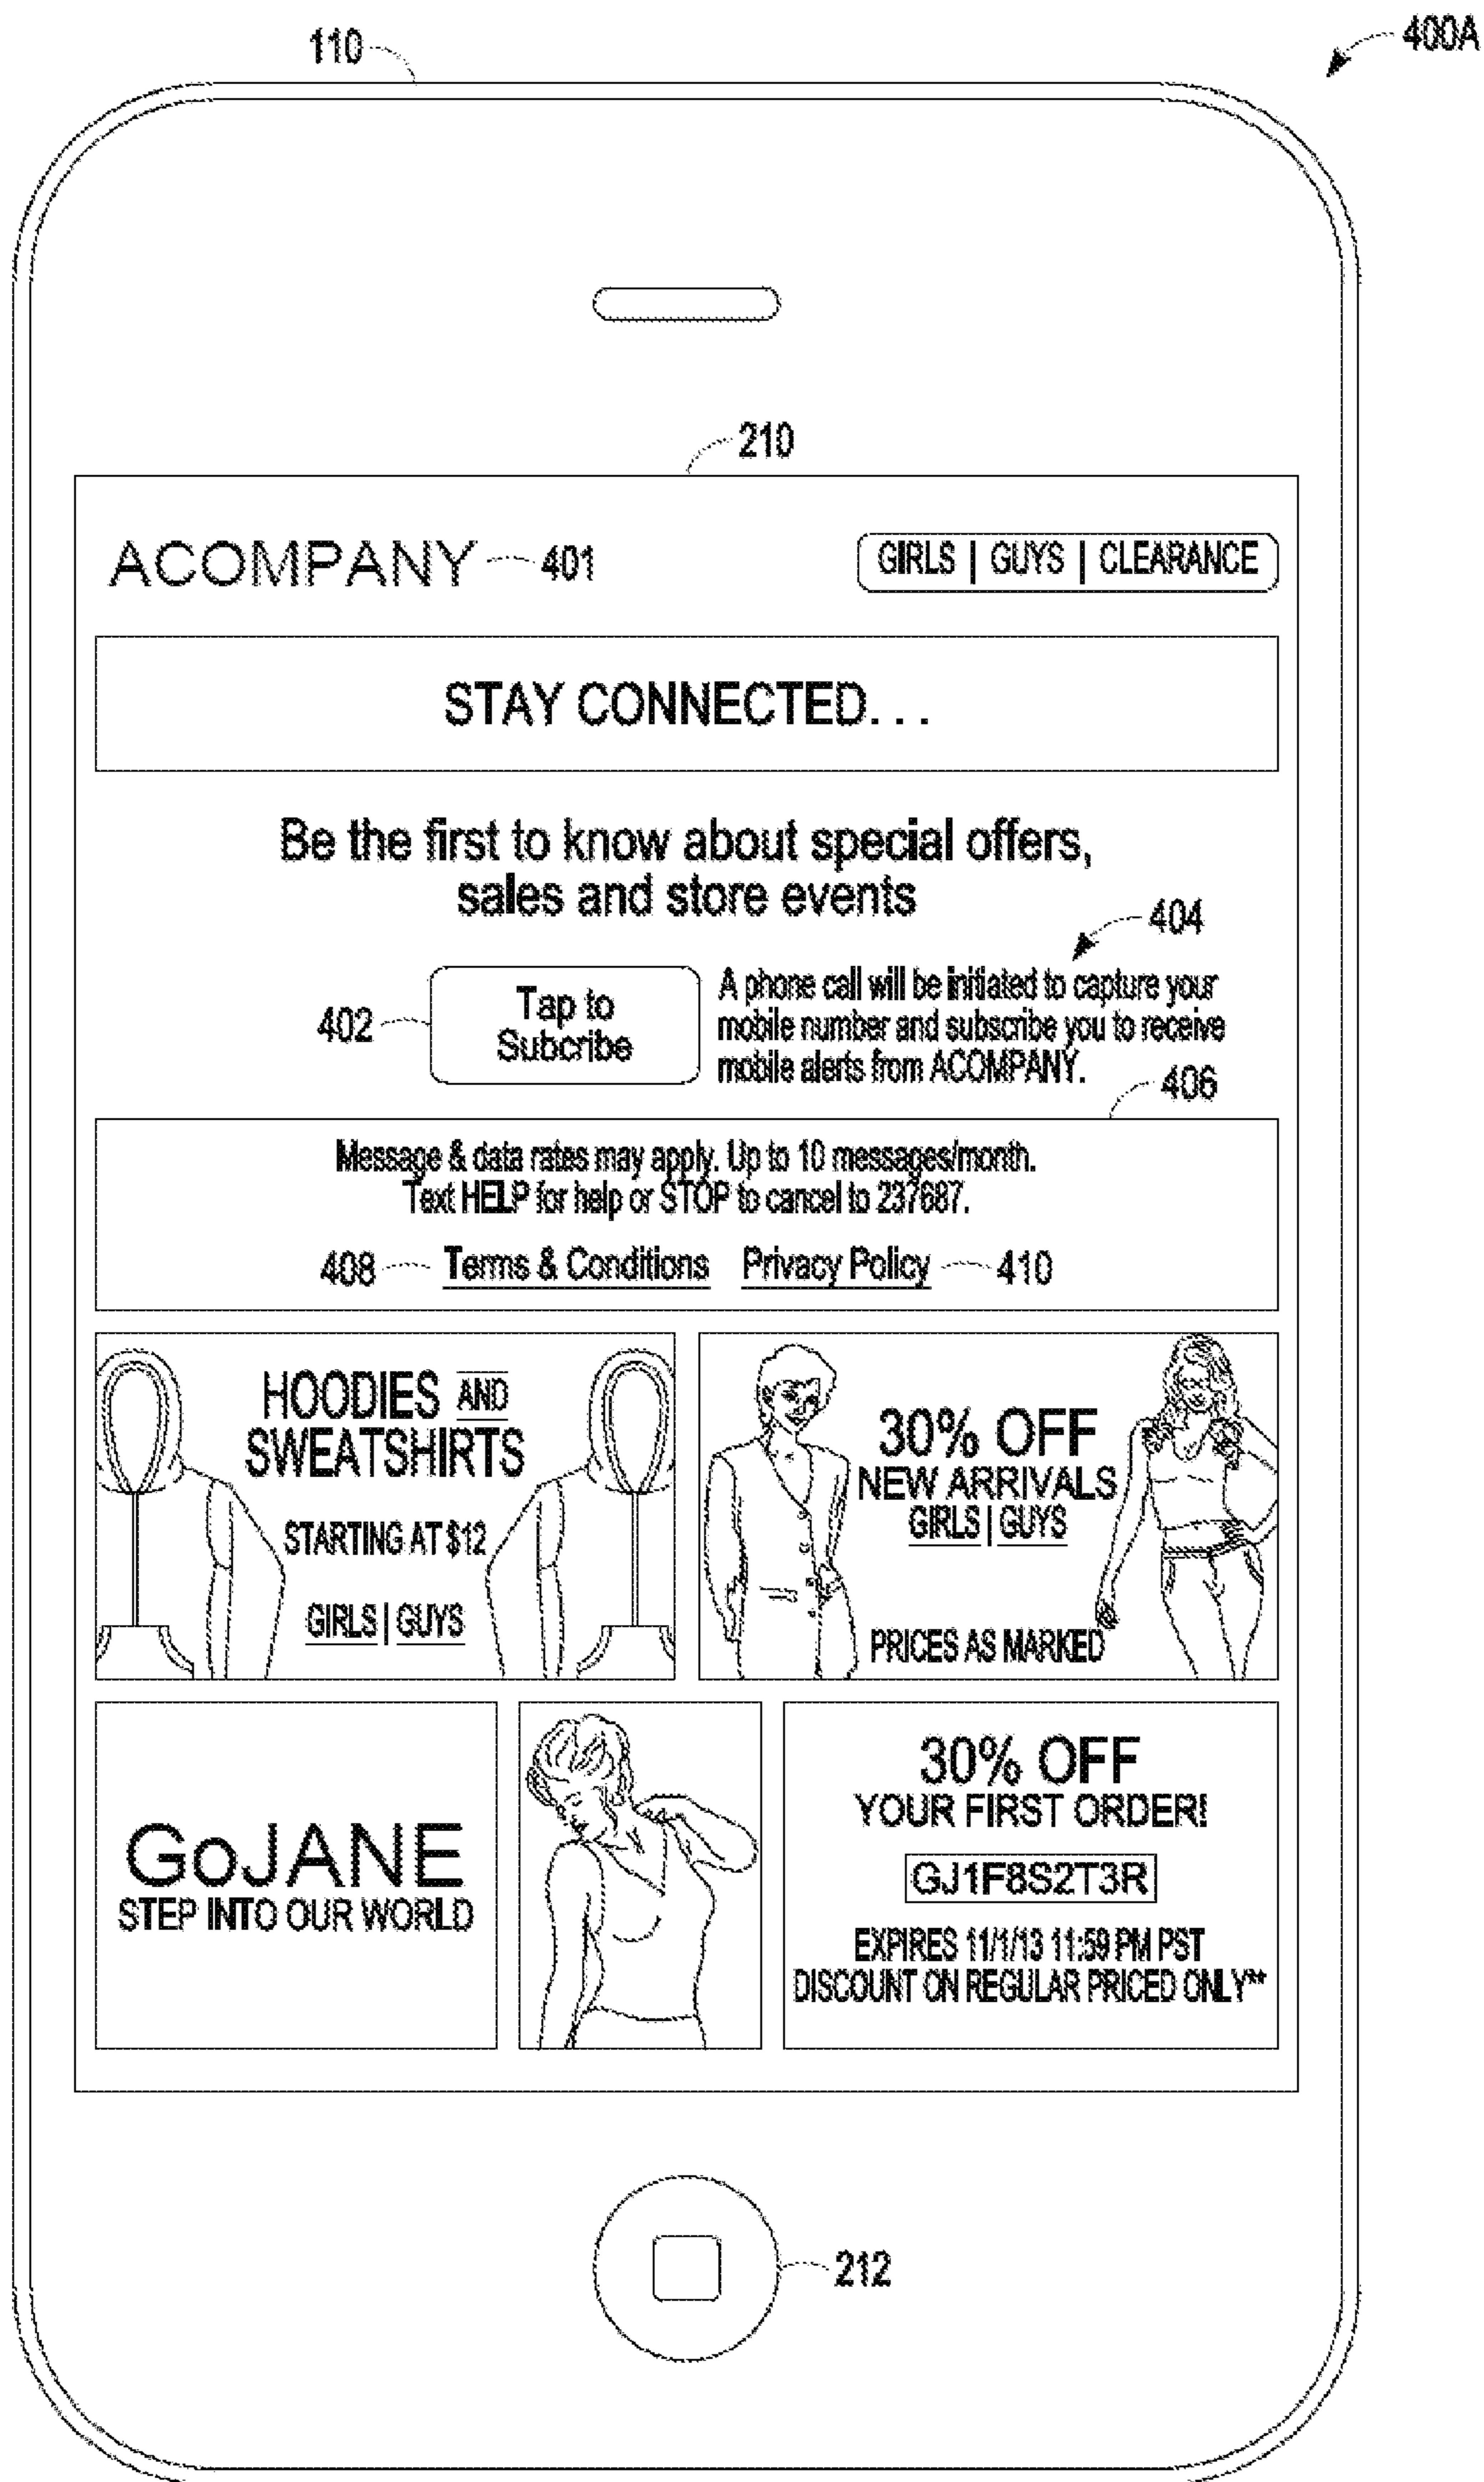 110
400A
210
ACOMPANY 401 GIRLS | GUYS | CLEARANCE
STAY CONNECTED...
Be the first to know about special offers,
sales and store events
404
402
Tap to
Subcribe
A phone call will be initiated to capture your
mobile number and subscribe you to receive
mobile alerts from ACOMPANY.
406
Message & data rates may apply. Up to 10 messages/month.
Text HELP for help or STOP to cancel to 237687.
408 Terms & Conditions Privacy Policy 410
HOODIES AND
SWEATSHIRTS
STARTING AT $12
GIRLS | GUYS
30% OFF
NEW ARRIVALS
GIRLS | GUYS
PRICES AS MARKED
GoJANE
STEP INTO OUR WORLD
30% OFF
YOUR FIRST ORDER!
GJ1F8S2T3R
EXPIRES 11/1/13 11:59 PM PST
DISCOUNT ON REGULAR PRICED ONLY**
212